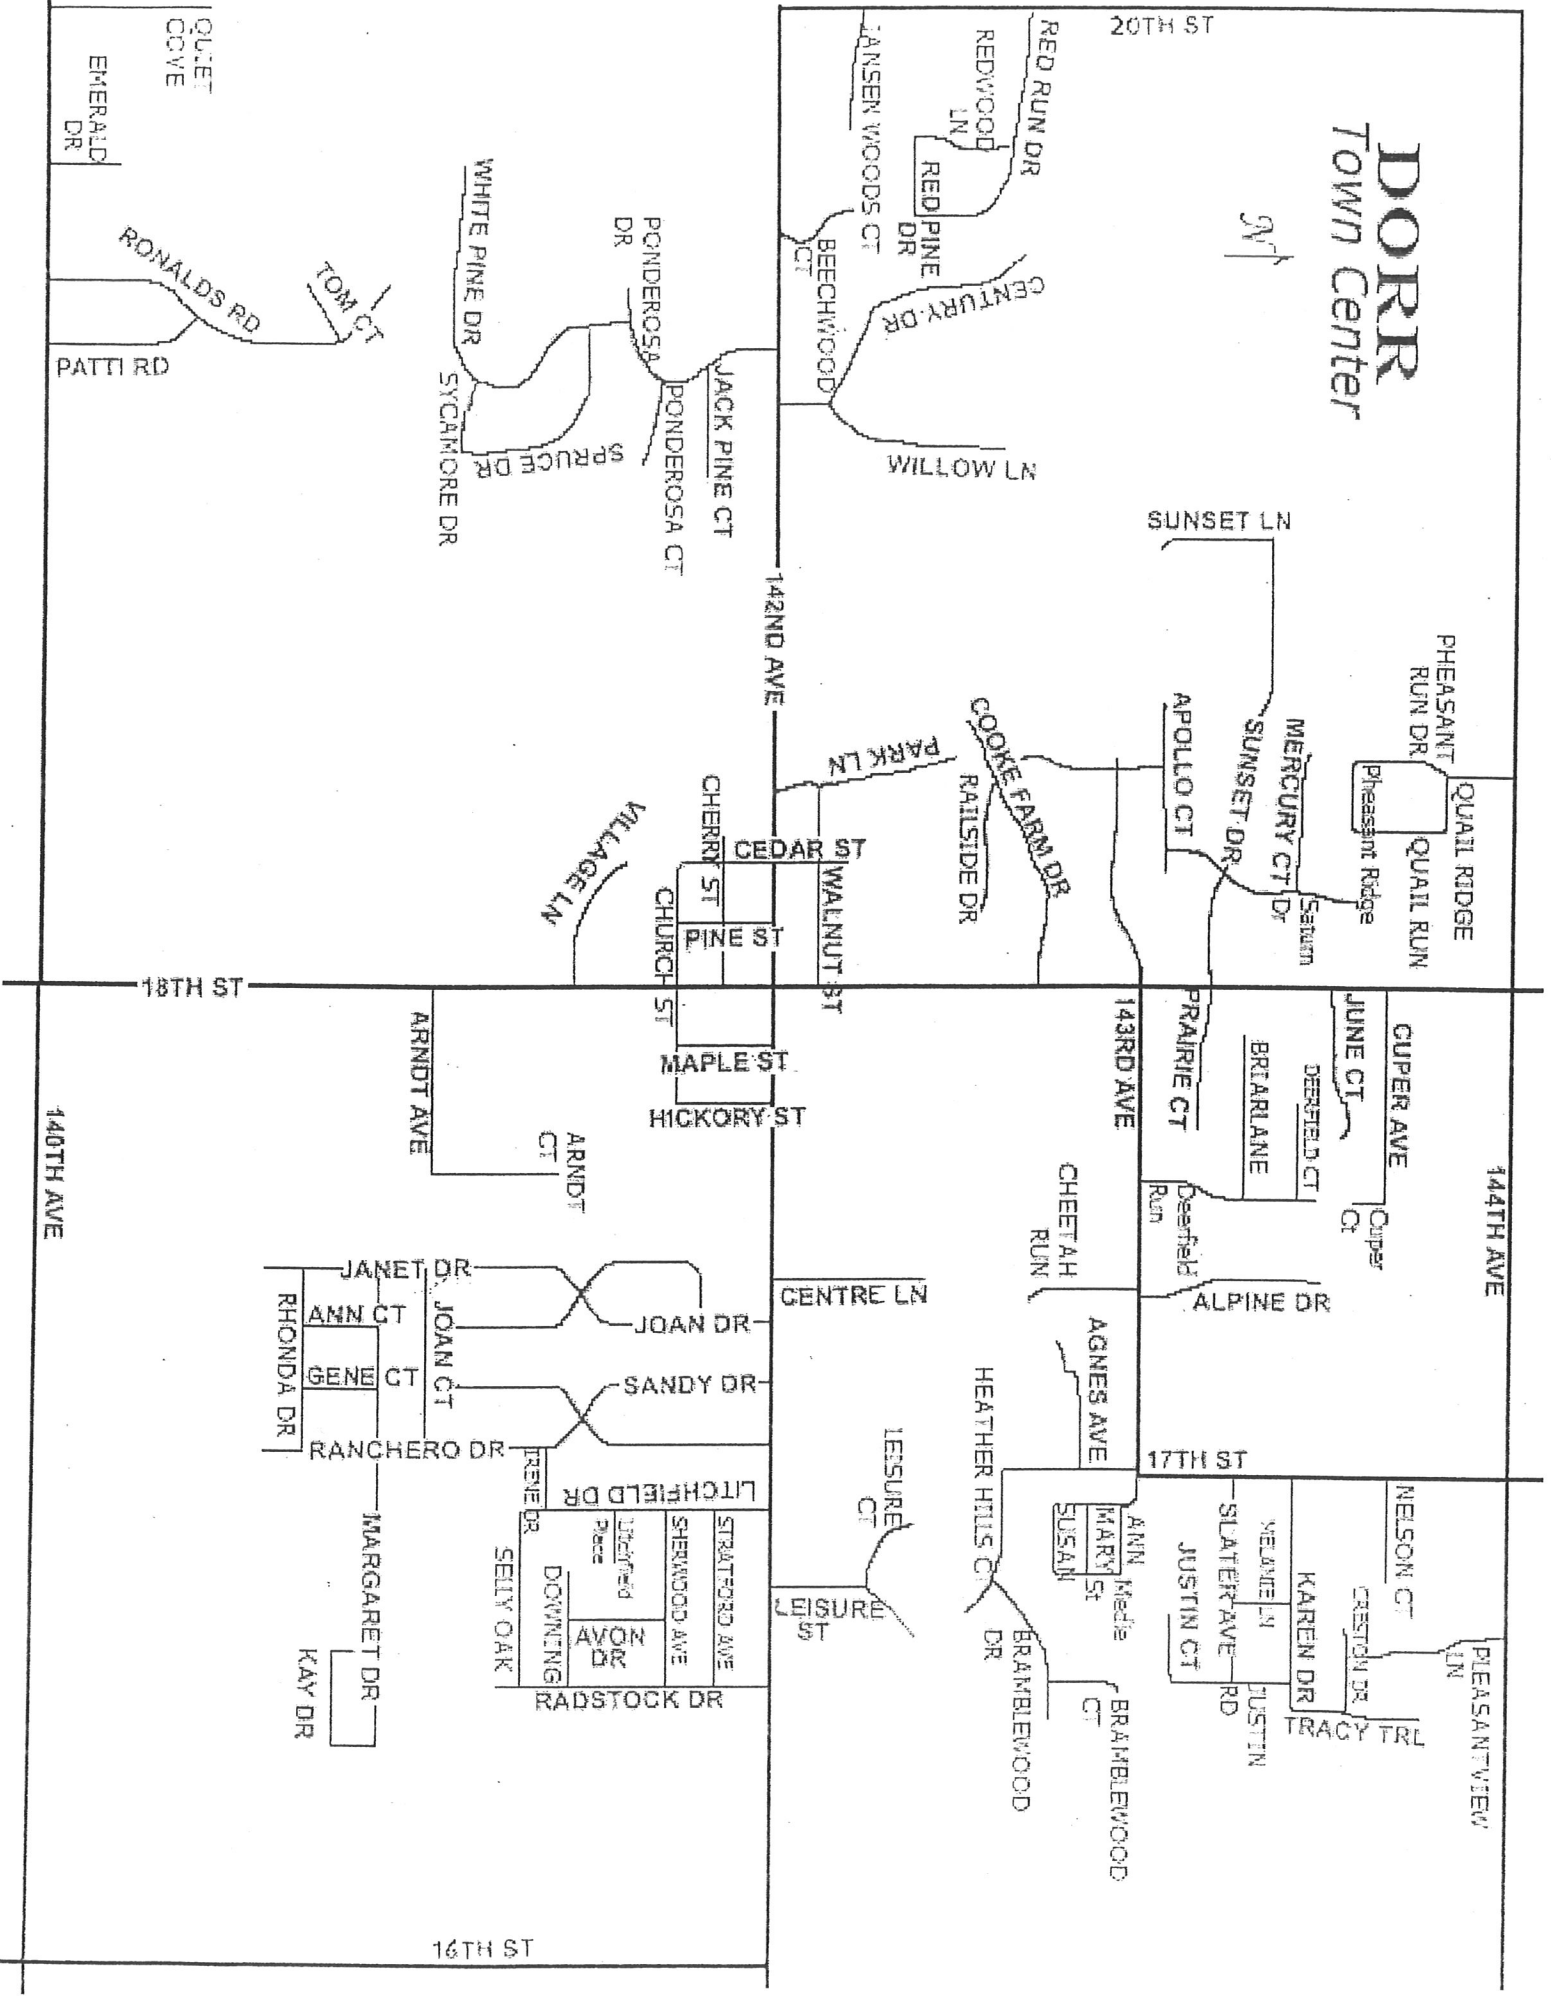 DORR
Town Center
N
20TH ST
RED RUN DR
REDWOOD
LN
RED PINE
DR
JANSEN WOODS CT
BEECHWOOD
CT
CENTURY DR
WILLOW LN
QUIET
COVE
EMERALD
DR
RONALDS RD
TOM CT
PATTI RD
WHITE PINE DR
SYCAMORE DR
SPRUCE DR
PONDEROSA
DR
PONDEROSA CT
JACK PINE CT
142ND AVE
SUNSET LN
PHEASANT
RUN DR
QUAIL RIDGE
QUAIL RUN
Pheasant Ridge
MERCURY CT
Saturn
Dr
SUNSET DR
APOLLO CT
COOKE FARM DR
RAILSIDE DR
PARK LN
WALNUT ST
CEDAR ST
CHERRY ST
PINE ST
CHURCH ST
VILLAGE LN
18TH ST
MAPLE ST
HICKORY ST
ARNDT AVE
ARNDT
CT
140TH AVE
143RD AVE
PRAIRIE CT
BRIARLANE
DEERFIELD CT
JUNE CT
CUPER AVE
Cuper
Ct
144TH AVE
Deerfield
Run
ALPINE DR
CHEETAH
RUN
CENTRE LN
JANET DR
JOAN DR
ANN CT
JOAN CT
GENE CT
RHONDA DR
SANDY DR
RANCHERO DR
IRENE DR
LITCHFIELD DR
Litchfield
Place
STRATFORD AVE
SHERWOOD AVE
AVON
DR
DOWNING
SELLY OAK
RADSTOCK DR
MARGARET DR
KAY DR
AGNES AVE
HEATHER HILLS CT
LEISURE
CT
LEISURE
ST
17TH ST
ANN
MARY
SUSAN
St
Medie
BRAMBLEWOOD
DR
BRAMBLEWOOD
CT
NELSON CT
SLATER AVE
MELANIE LN
JUSTIN CT
JUSTIN
RD
KAREN DR
CRESTON DR
TRACY TRL
PLEASANTVIEW
LN
16TH ST